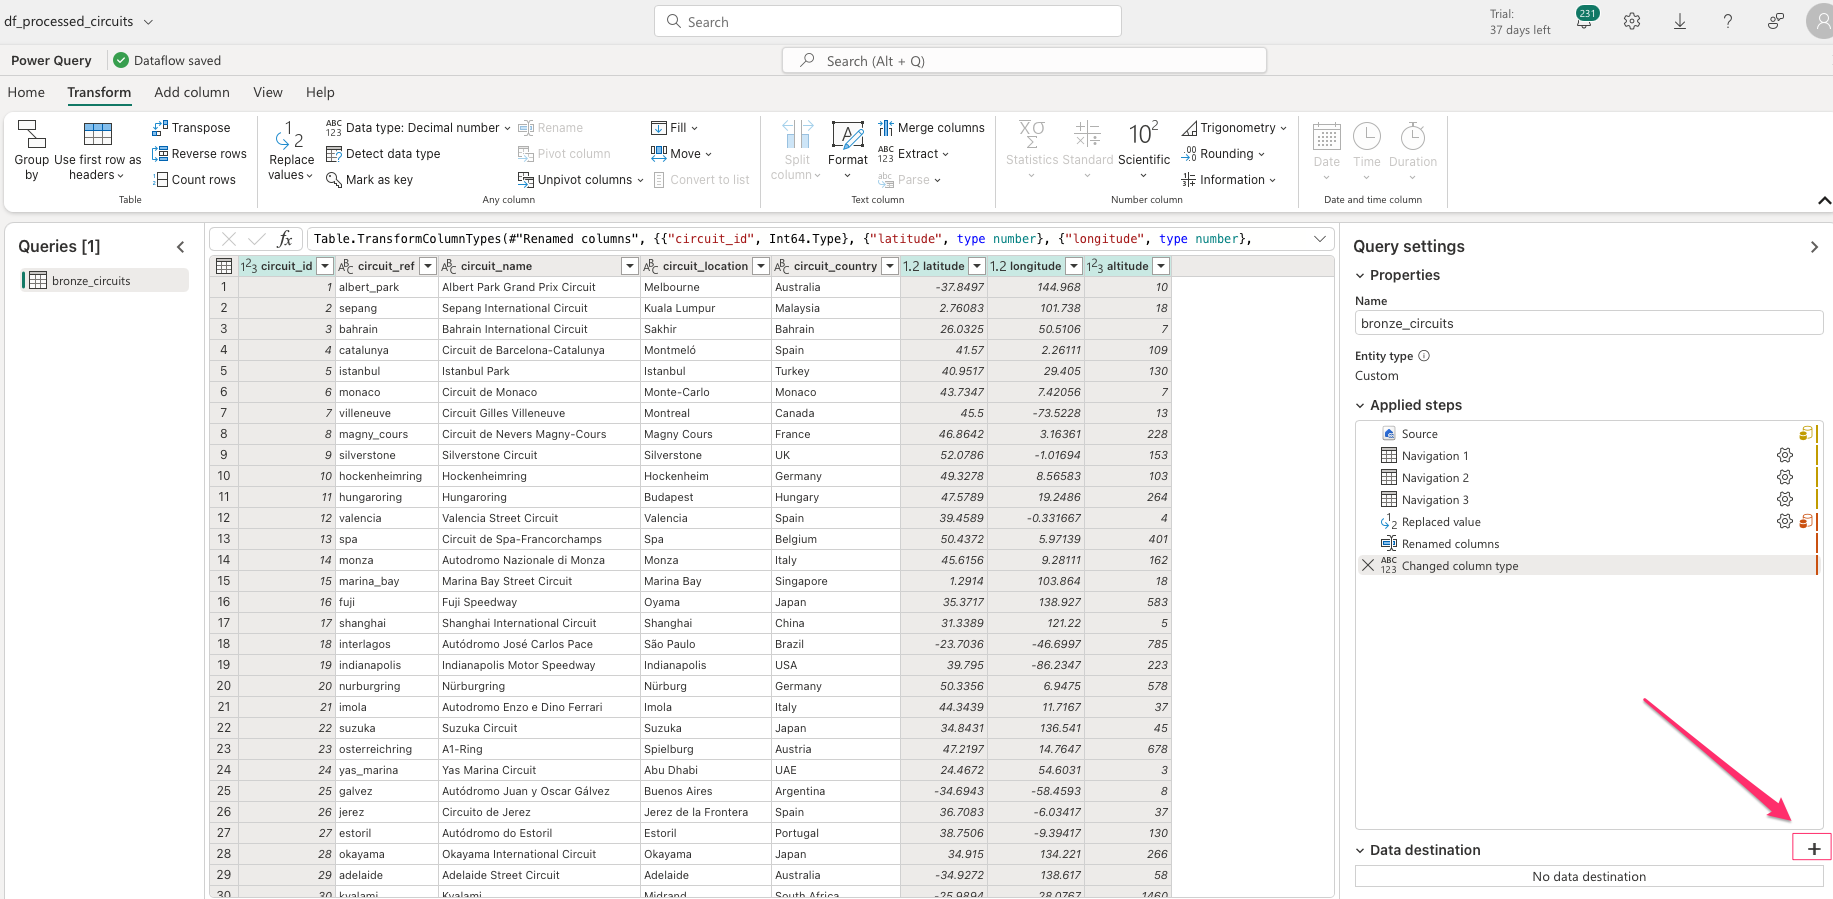 df_processed_circuits
Search
Trial:
37 days left
231
Power Query
Dataflow saved
Search (Alt + Q)
Home Transform Add column View Help
Group by
Use first row as headers
Transpose
Reverse rows
Count rows
Table
Replace values
Data type: Decimal number
Detect data type
Mark as key
Rename
Pivot column
Unpivot columns
Fill
Move
Convert to list
Any column
Split column
Format
Merge columns
Extract
Parse
Text column
Statistics
Standard
Scientific
Trigonometry
Rounding
Information
Number column
Date
Time
Duration
Date and time column
Queries [1]
bronze_circuits
fx Table.TransformColumnTypes(#"Renamed columns", {{"circuit_id", Int64.Type}, {"latitude", type number}, {"longitude", type number},
circuit_id circuit_ref circuit_name circuit_location circuit_country latitude longitude altitude
1 1 albert_park Albert Park Grand Prix Circuit Melbourne Australia -37.8497 144.968 10
2 2 sepang Sepang International Circuit Kuala Lumpur Malaysia 2.76083 101.738 18
3 3 bahrain Bahrain International Circuit Sakhir Bahrain 26.0325 50.5106 7
4 4 catalunya Circuit de Barcelona-Catalunya Montmeló Spain 41.57 2.26111 109
5 5 istanbul Istanbul Park Istanbul Turkey 40.9517 29.405 130
6 6 monaco Circuit de Monaco Monte-Carlo Monaco 43.7347 7.42056 7
7 7 villeneuve Circuit Gilles Villeneuve Montreal Canada 45.5 -73.5228 13
8 8 magny_cours Circuit de Nevers Magny-Cours Magny Cours France 46.8642 3.16361 228
9 9 silverstone Silverstone Circuit Silverstone UK 52.0786 -1.01694 153
10 10 hockenheimring Hockenheimring Hockenheim Germany 49.3278 8.56583 103
11 11 hungaroring Hungaroring Budapest Hungary 47.5789 19.2486 264
12 12 valencia Valencia Street Circuit Valencia Spain 39.4589 -0.331667 4
13 13 spa Circuit de Spa-Francorchamps Spa Belgium 50.4372 5.97139 401
14 14 monza Autodromo Nazionale di Monza Monza Italy 45.6156 9.28111 162
15 15 marina_bay Marina Bay Street Circuit Marina Bay Singapore 1.2914 103.864 18
16 16 fuji Fuji Speedway Oyama Japan 35.3717 138.927 583
17 17 shanghai Shanghai International Circuit Shanghai China 31.3389 121.22 5
18 18 interlagos Autódromo José Carlos Pace São Paulo Brazil -23.7036 -46.6997 785
19 19 indianapolis Indianapolis Motor Speedway Indianapolis USA 39.795 -86.2347 223
20 20 nurburgring Nürburgring Nürburg Germany 50.3356 6.9475 578
21 21 imola Autodromo Enzo e Dino Ferrari Imola Italy 44.3439 11.7167 37
22 22 suzuka Suzuka Circuit Suzuka Japan 34.8431 136.541 45
23 23 osterreichring A1-Ring Spielburg Austria 47.2197 14.7647 678
24 24 yas_marina Yas Marina Circuit Abu Dhabi UAE 24.4672 54.6031 3
25 25 galvez Autódromo Juan y Oscar Gálvez Buenos Aires Argentina -34.6943 -58.4593 8
26 26 jerez Circuito de Jerez Jerez de la Frontera Spain 36.7083 -6.03417 37
27 27 estoril Autódromo do Estoril Estoril Portugal 38.7506 -9.39417 130
28 28 okayama Okayama International Circuit Okayama Japan 34.915 134.221 266
29 29 adelaide Adelaide Street Circuit Adelaide Australia -34.9272 138.617 58
30 30 kyalami Kyalami Midrand South Africa -25.9894 28.0767 1460
Query settings
Properties
Name
bronze_circuits
Entity type
Custom
Applied steps
Source
Navigation 1
Navigation 2
Navigation 3
Replaced value
Renamed columns
Changed column type
Data destination
No data destination